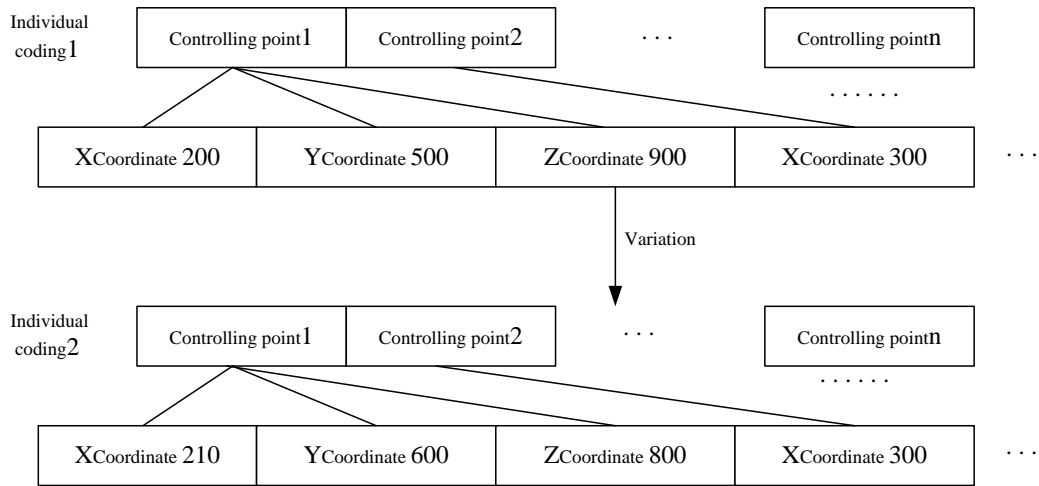 Individual
coding1
Controlling point1
Controlling point2
· · ·
Controlling pointn
· · · · · ·
XCoordinate 200
YCoordinate 500
ZCoordinate 900
XCoordinate 300
· · ·
Variation
Individual
coding2
Controlling point1
Controlling point2
· · ·
Controlling pointn
· · · · · ·
XCoordinate 210
YCoordinate 600
ZCoordinate 800
XCoordinate 300
· · ·